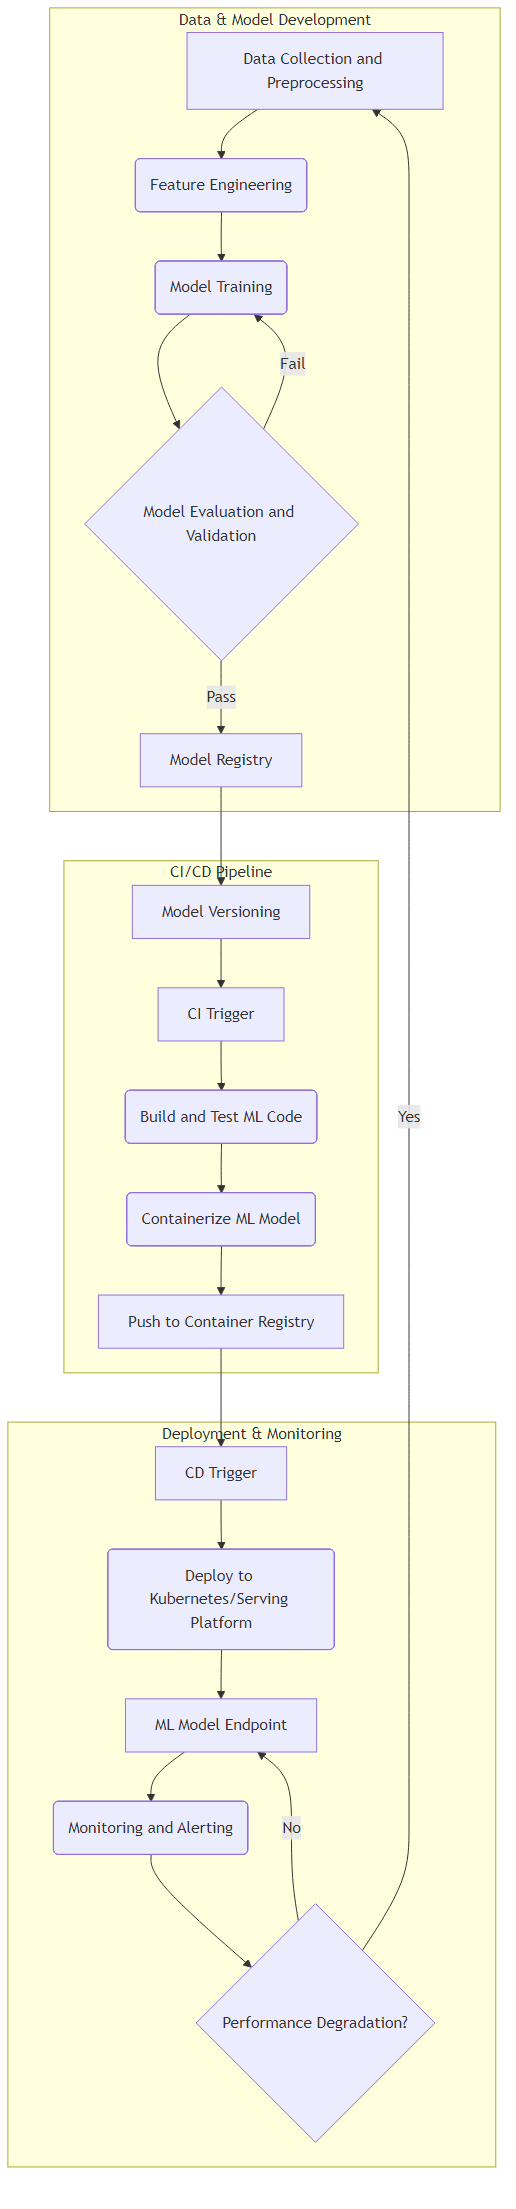 Data & Model Development
Data Collection and
Preprocessing
Feature Engineering
Model Training
Fail
Model Evaluation and
Validation
Pass
Model Registry
CI/CD Pipeline
Model Versioning
CI Trigger
Build and Test ML Code
Yes
Containerize ML Model
Push to Container Registry
Deployment & Monitoring
CD Trigger
Deploy to
Kubernetes/Serving
Platform
ML Model Endpoint
Monitoring and Alerting
No
Performance Degradation?